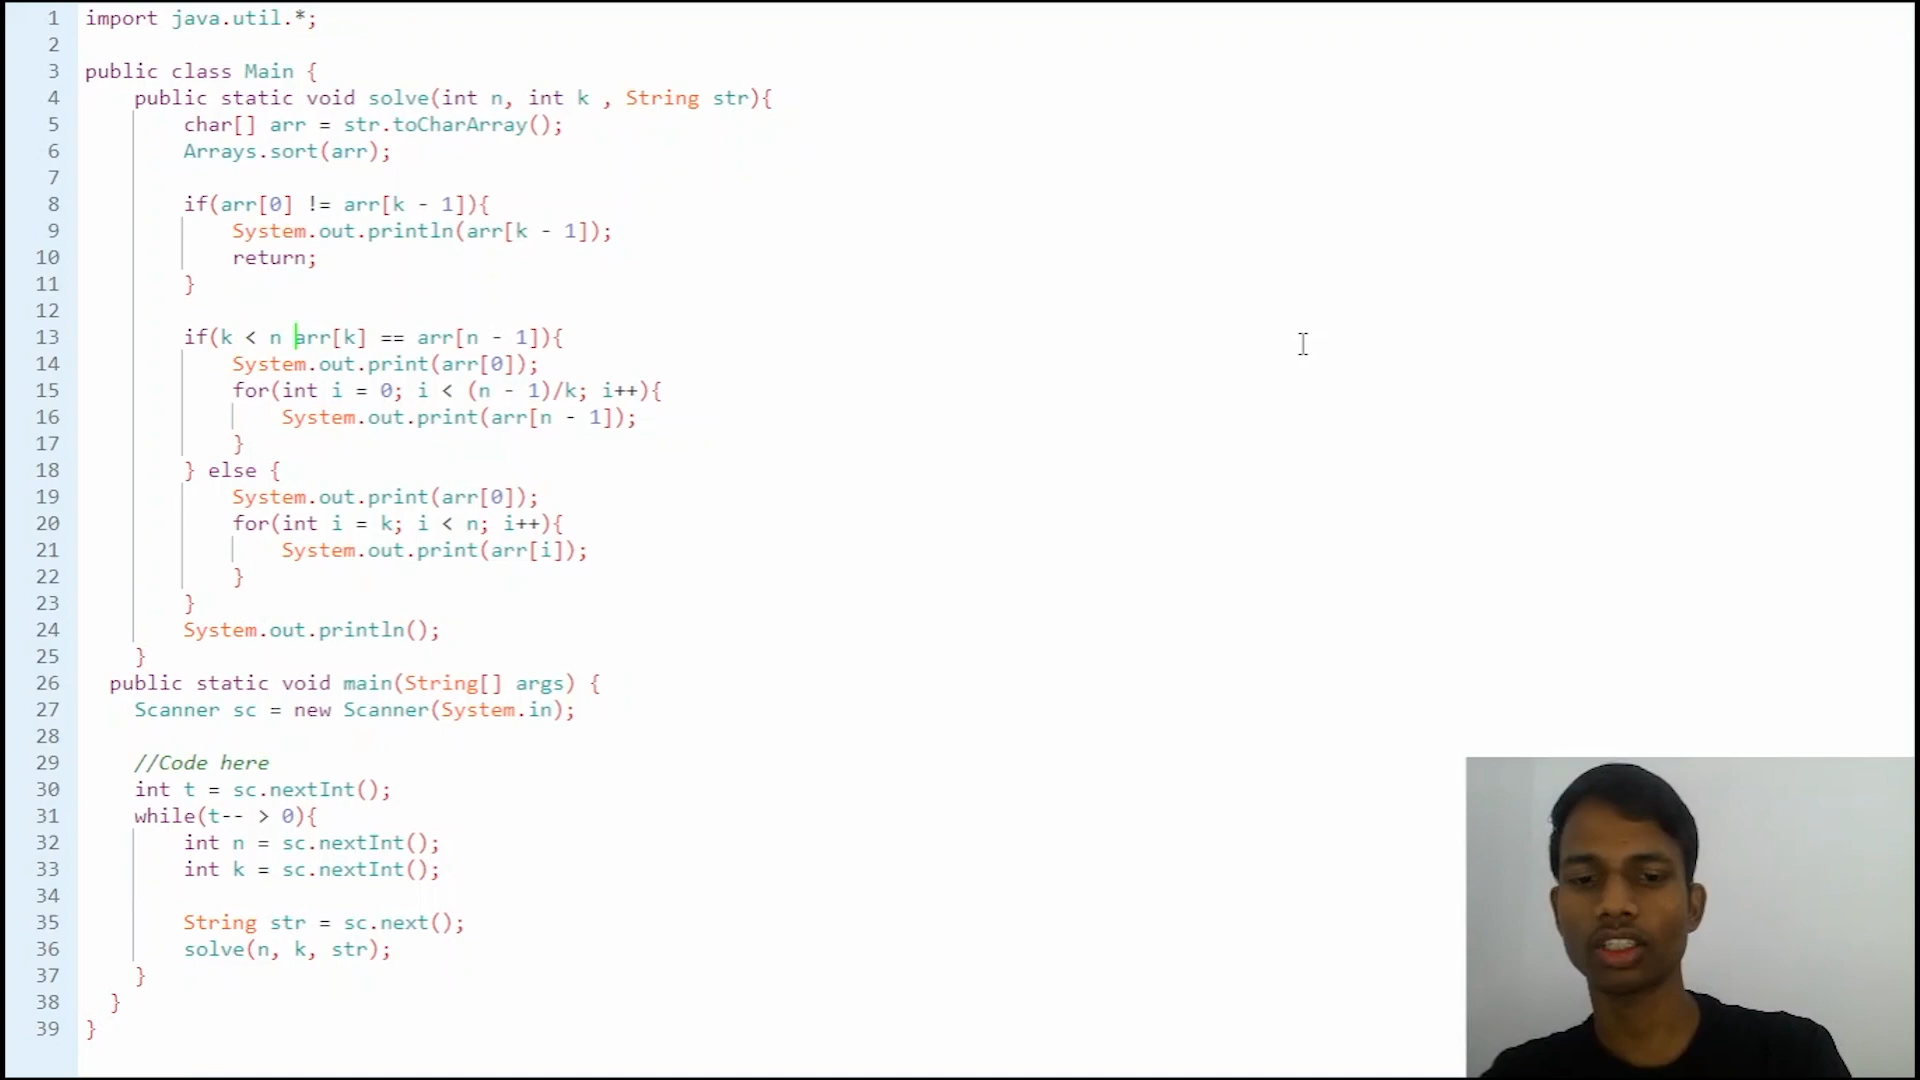 1 import java.util.*;
2
3 public class Main {
4 public static void solve(int n, int k , String str){
5 char[] arr = str.toCharArray();
6 Arrays.sort(arr);
7
8 if(arr[0] != arr[k - 1]){
9 System.out.println(arr[k - 1]);
10 return;
11 }
12
13 if(k < n arr[k] == arr[n - 1]){
14 System.out.print(arr[0]);
15 for(int i = 0; i < (n - 1)/k; i++){
16 System.out.print(arr[n - 1]);
17 }
18 } else {
19 System.out.print(arr[0]);
20 for(int i = k; i < n; i++){
21 System.out.print(arr[i]);
22 }
23 }
24 System.out.println();
25 }
26 public static void main(String[] args) {
27 Scanner sc = new Scanner(System.in);
28
29 //Code here
30 int t = sc.nextInt();
31 while(t-- > 0){
32 int n = sc.nextInt();
33 int k = sc.nextInt();
34
35 String str = sc.next();
36 solve(n, k, str);
37 }
38 }
39 }